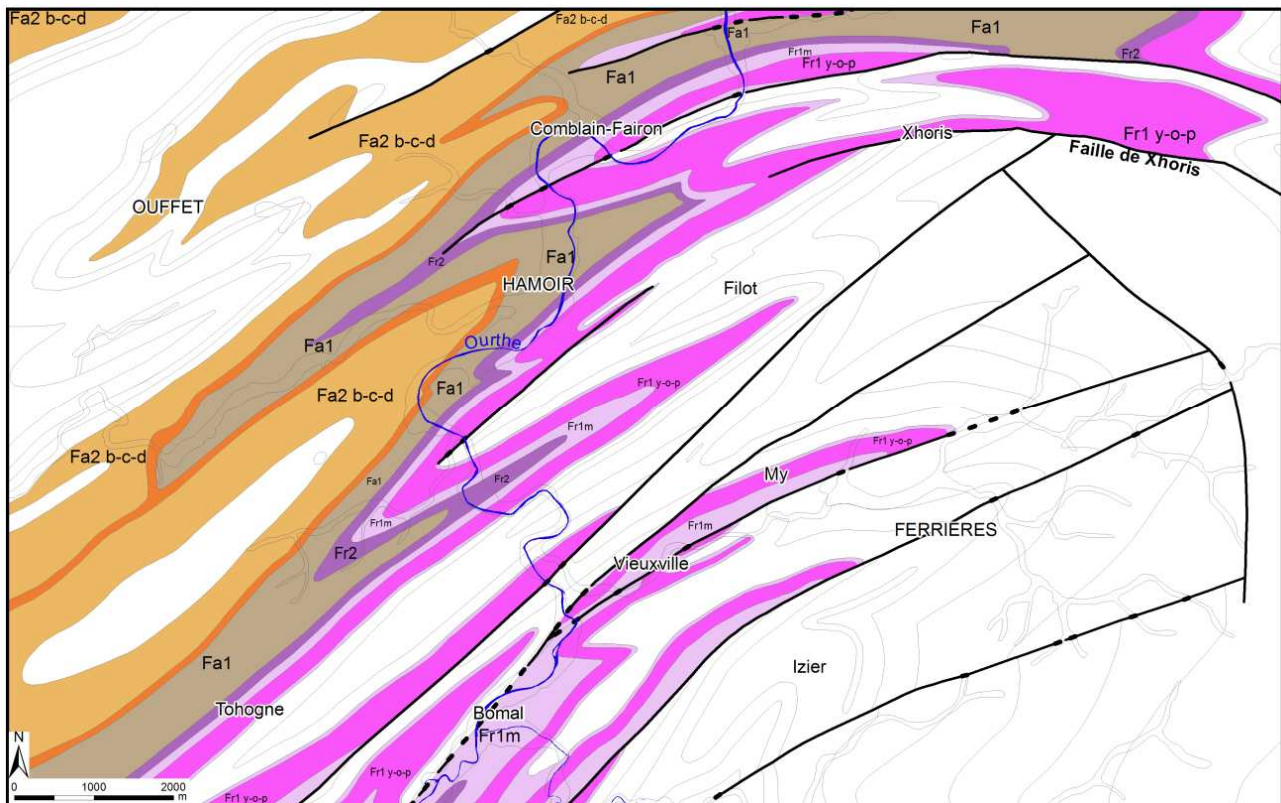 Fa2 b-c-d
Fa2 b-c-d
Fa1
Fa1
Fr1m
Fr2
Fr1 y-o-p
Fa1
Comblain-Fairon
Xhoris
Fr1 y-o-p
Fa2 b-c-d
Faille de Xhoris
OUFFET
Fa1
Fr2
HAMOIR
Filot
Ourthe
Fa1
Fa1
Fr1 y-o-p
Fa2 b-c-d
Fr1m
Fr1 y-o-p
Fa2 b-c-d
My
Fr2
Fa1
Fr1m
Fr1m
FERRIÈRES
Fr2
Vieuxville
Fa1
Izier
Tohogne
Bomal
Fr1m
N
Fr1 y-o-p
0 1000 2000
m
Fr1 y-o-p